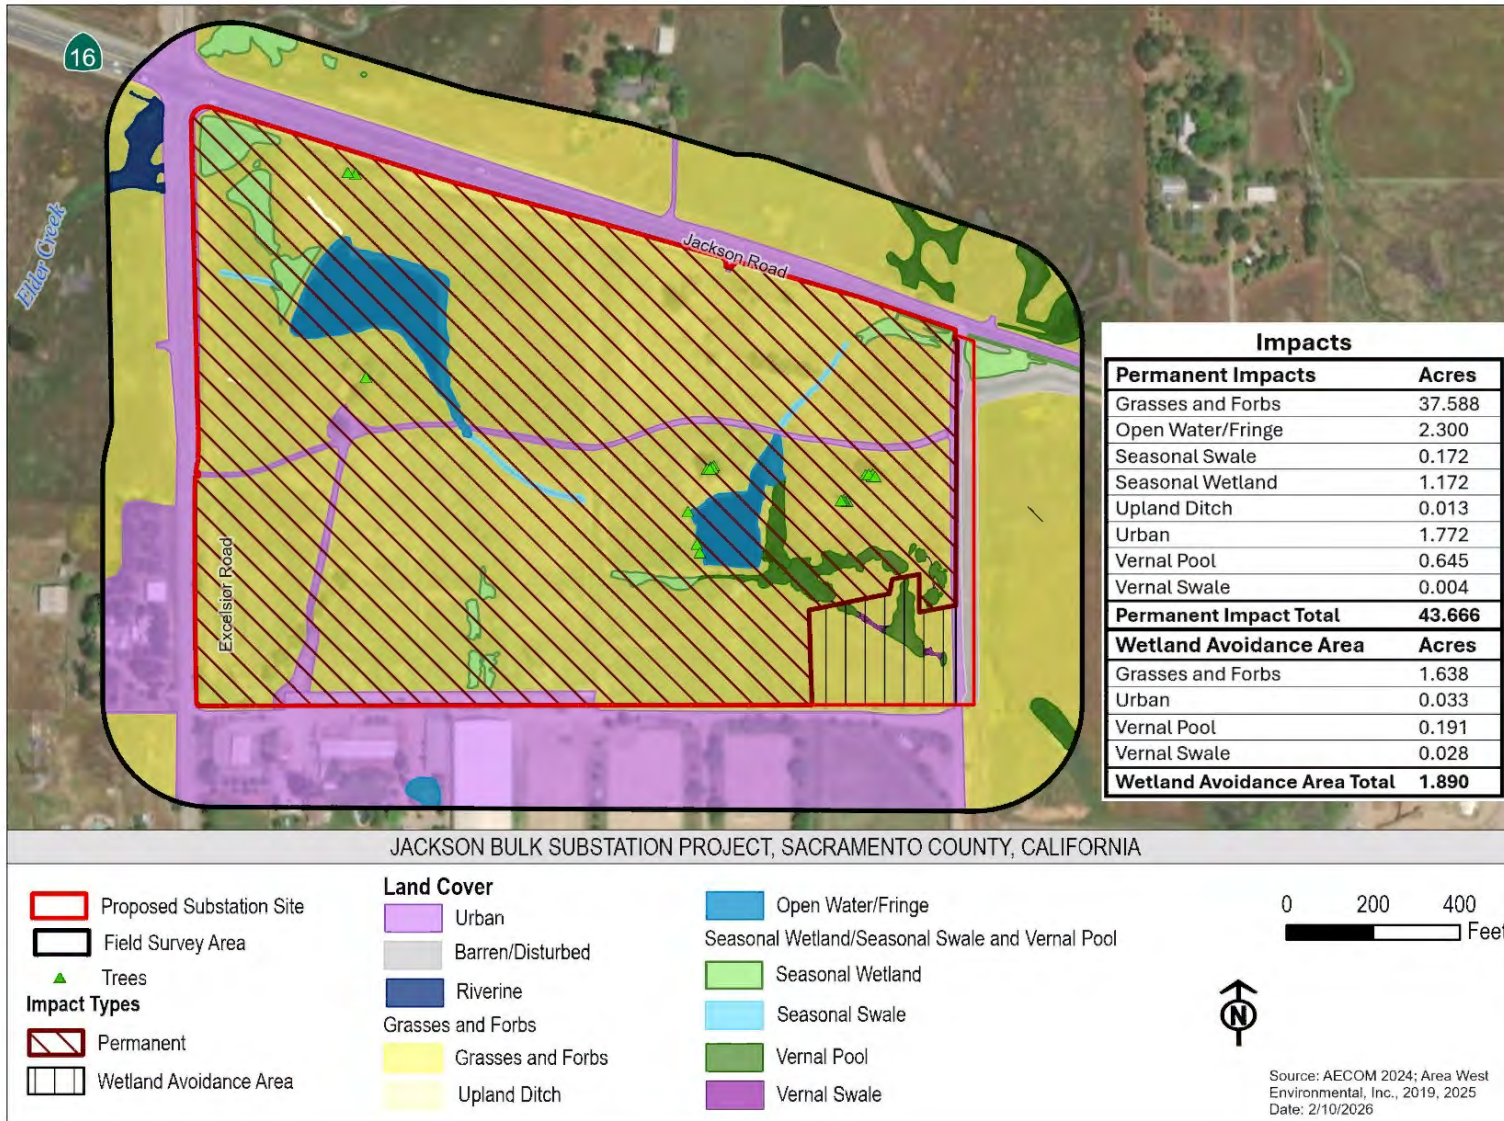 16
Elder Creek
Jackson Road
Excelsior Road
Impacts
Permanent Impacts Acres
Grasses and Forbs 37.588
Open Water/Fringe 2.300
Seasonal Swale 0.172
Seasonal Wetland 1.172
Upland Ditch 0.013
Urban 1.772
Vernal Pool 0.645
Vernal Swale 0.004
Permanent Impact Total 43.666
Wetland Avoidance Area Acres
Grasses and Forbs 1.638
Urban 0.033
Vernal Pool 0.191
Vernal Swale 0.028
Wetland Avoidance Area Total 1.890
JACKSON BULK SUBSTATION PROJECT, SACRAMENTO COUNTY, CALIFORNIA
Proposed Substation Site
Field Survey Area
Trees
Impact Types
Permanent
Wetland Avoidance Area
Land Cover
Urban
Barren/Disturbed
Riverine
Grasses and Forbs
Grasses and Forbs
Upland Ditch
Open Water/Fringe
Seasonal Wetland/Seasonal Swale and Vernal Pool
Seasonal Wetland
Seasonal Swale
Vernal Pool
Vernal Swale
0 200 400
Feet
N
Source: AECOM 2024; Area West
Environmental, Inc., 2019, 2025
Date: 2/10/2026